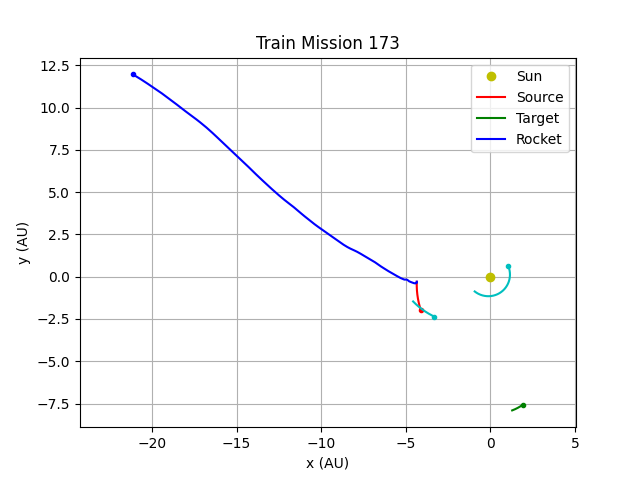 Train Mission 173
12.5
10.0
7.5
5.0
2.5
0.0
−2.5
−5.0
−7.5
y (AU)
Sun
Source
Target
Rocket
−20
−15
−10
−5
0
5
x (AU)